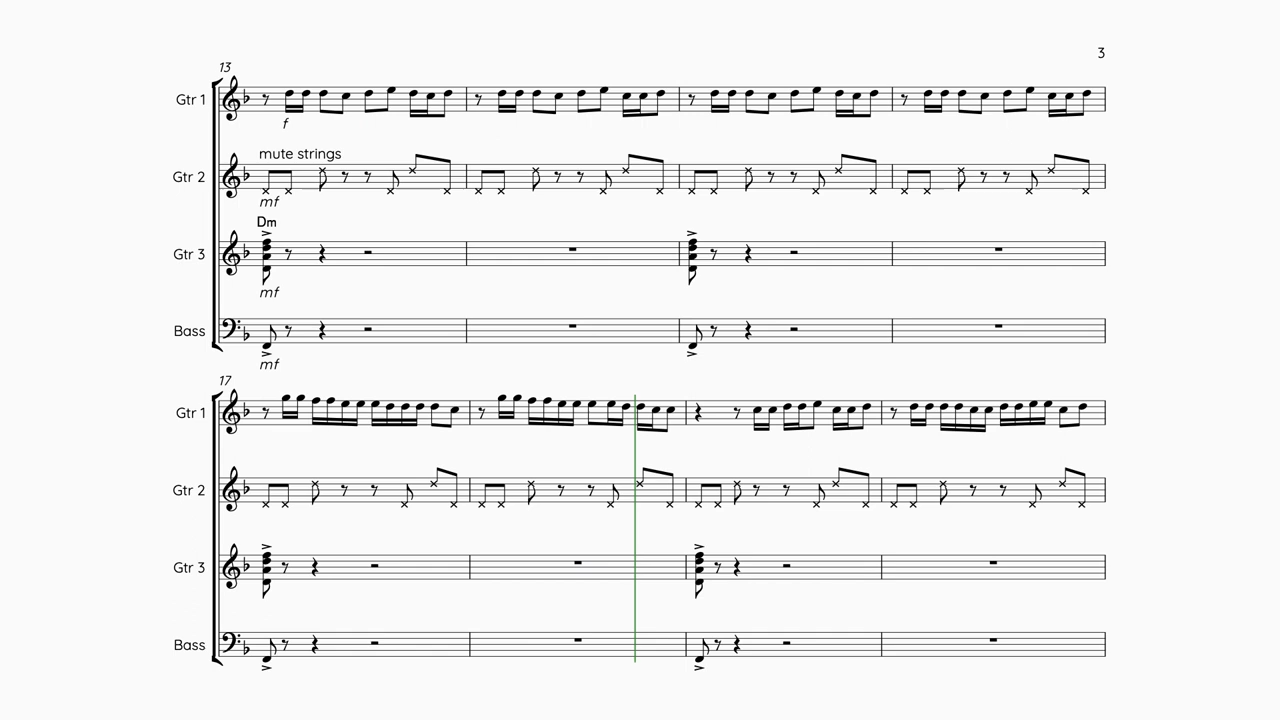 3
13
Gtr 1
f
mute strings
Gtr 2
mf
Dm
Gtr 3
mf
Bass
mf
17
Gtr 1
Gtr 2
Gtr 3
Bass